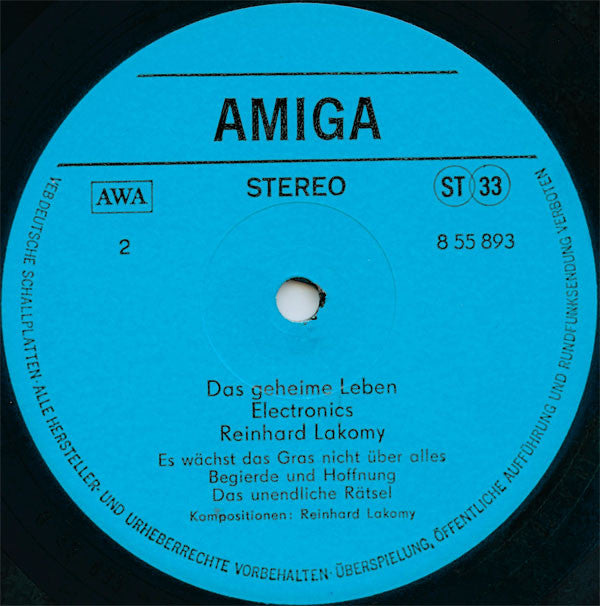 AMIGA
AWA
STEREO
ST 33
2
8 55 893
Das geheime Leben
Electronics
Reinhard Lakomy
Es wächst das Gras nicht über alles
Begierde und Hoffnung
Das unendliche Rätsel
Kompositionen: Reinhard Lakomy
VEB DEUTSCHE SCHALLPLATTEN · ALLE HERSTELLER- UND URHEBERRECHTE VORBEHALTEN · ÜBERSPIELUNG, ÖFFENTLICHE AUFFÜHRUNG UND RUNDFUNKSENDUNG VERBOTEN